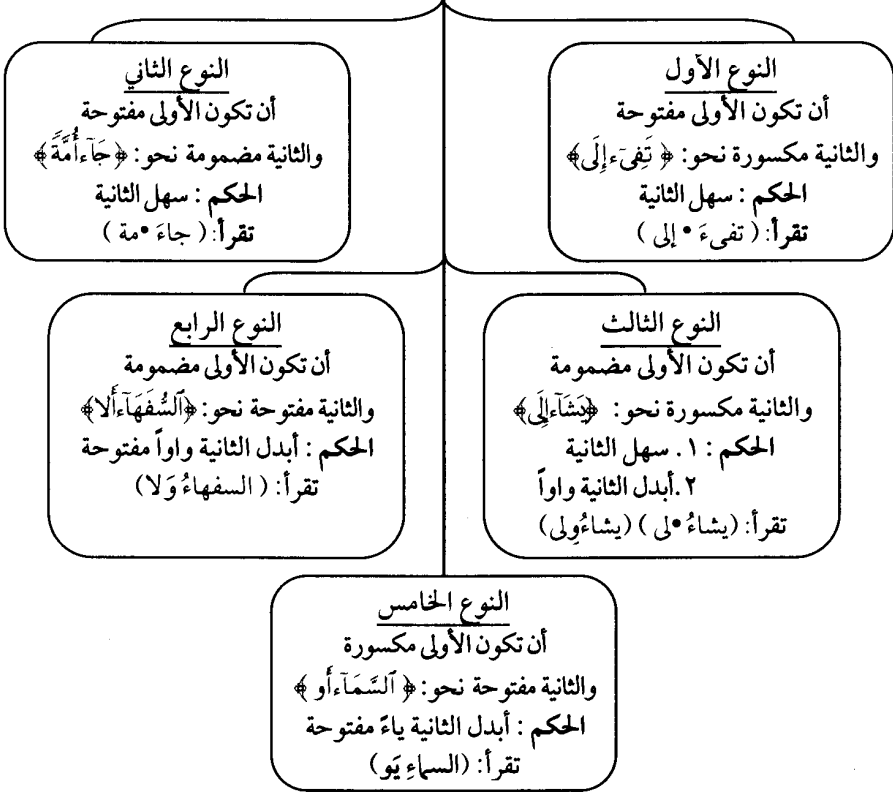 النوع الأول
أن تكون الأولى مفتوحة
والثانية مكسورة نحو: ﴿ تَفِىٓءَ إِلَىٰ﴾
الحكم : سهل الثانية
تقرأ: ( تفىءَ • إلى )
النوع الثاني
أن تكون الأولى مفتوحة
والثانية مضمومة نحو: ﴿جَآءَ أُمَّةً﴾
الحكم : سهل الثانية
تقرأ: ( جاءَ •مة )
النوع الثالث
أن تكون الأولى مضمومة
والثانية مكسورة نحو: ﴿يَشَآءُ إِلَىٰ﴾
الحكم : ١. سهل الثانية
٢.أبدل الثانية واواً
تقرأ: (يشاءُ •لى ) (يشاءُوِلى)
النوع الرابع
أن تكون الأولى مضمومة
والثانية مفتوحة نحو: ﴿ٱلسُّفَهَآءُ أَلَا﴾
الحكم : أبدل الثانية واواً مفتوحة
تقرأ: ( السفهاءُ وَلا)
النوع الخامس
أن تكون الأولى مكسورة
والثانية مفتوحة نحو: ﴿ ٱلسَّمَآءِ أَو ﴾
الحكم : أبدل الثانية ياءً مفتوحة
تقرأ: (السماءِ يَو)